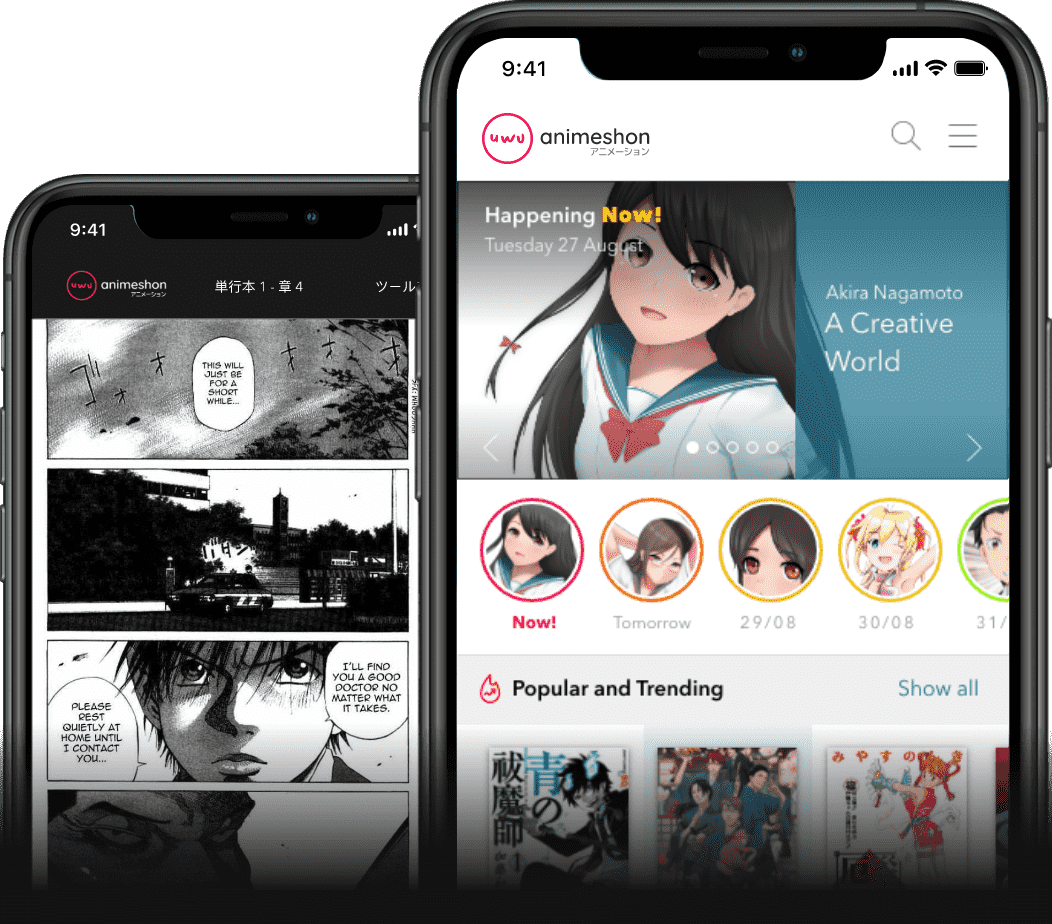 9:41
uwu animeshon
アニメーション
単行本 1 - 章 4
ツール
THIS WILL
JUST BE
FOR A
SHORT
WHILE...
ゴォ
オ
オ
オ
オ
バタン
I'LL FIND
YOU A GOOD
DOCTOR NO
MATTER WHAT
IT TAKES.
PLEASE
REST
QUIETLY AT
HOME UNTIL
I CONTACT
YOU...
9:41
uwu animeshon
アニメーション
Happening Now!
Tuesday 27 August
Akira Nagamoto
A Creative
World
Now!
Tomorrow
29/08
30/08
31/
Popular and Trending
Show all
青の
祓魔師
1
みやすのき